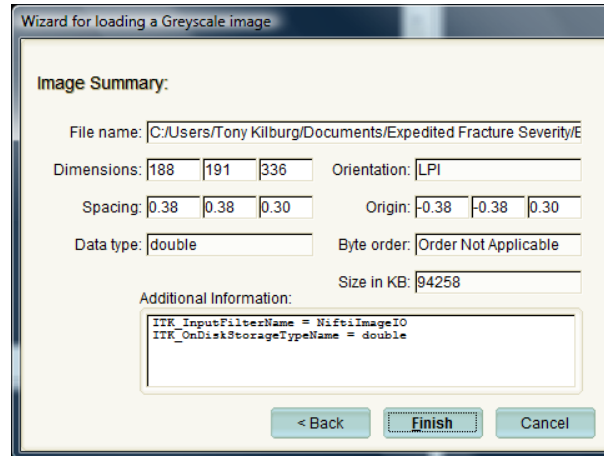 Wizard for loading a Greyscale image
Image Summary:
File name: C:/Users/Tony Kilburg/Documents/Expedited Fracture Severity/E
Dimensions: 188 191 336 Orientation: LPI
Spacing: 0.38 0.38 0.30 Origin: -0.38 -0.38 0.30
Data type: double Byte order: Order Not Applicable
Size in KB: 94258
Additional Information:
ITK_InputFilterName = NiftiImageIO
ITK_OnDiskStorageTypeName = double
< Back Finish Cancel